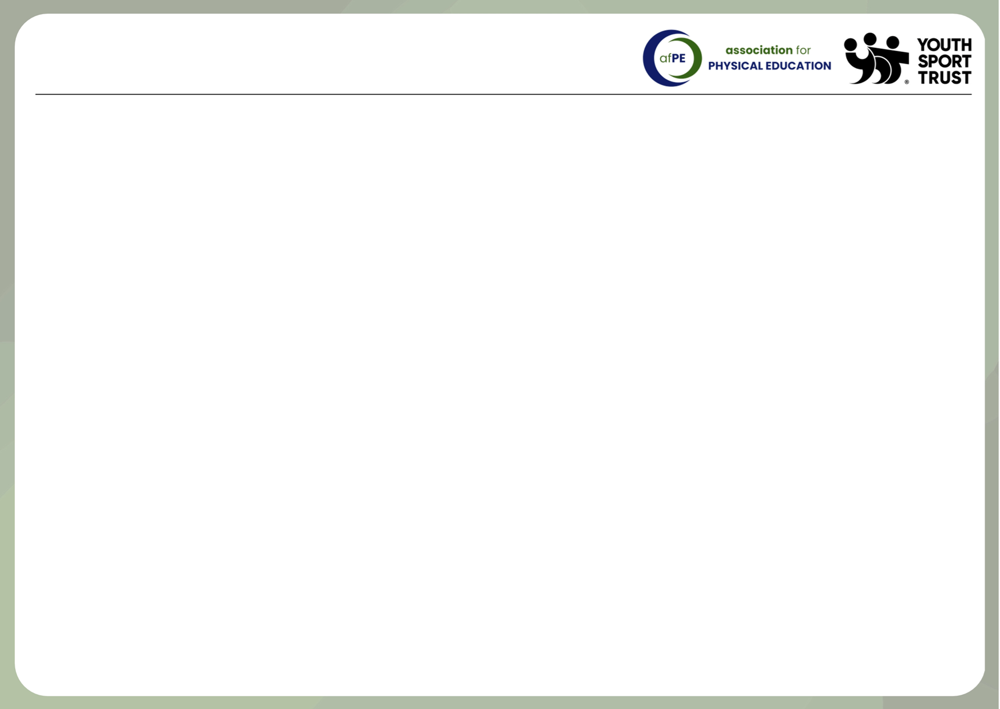 afPE
association for
PHYSICAL EDUCATION
YOUTH
SPORT
TRUST
®